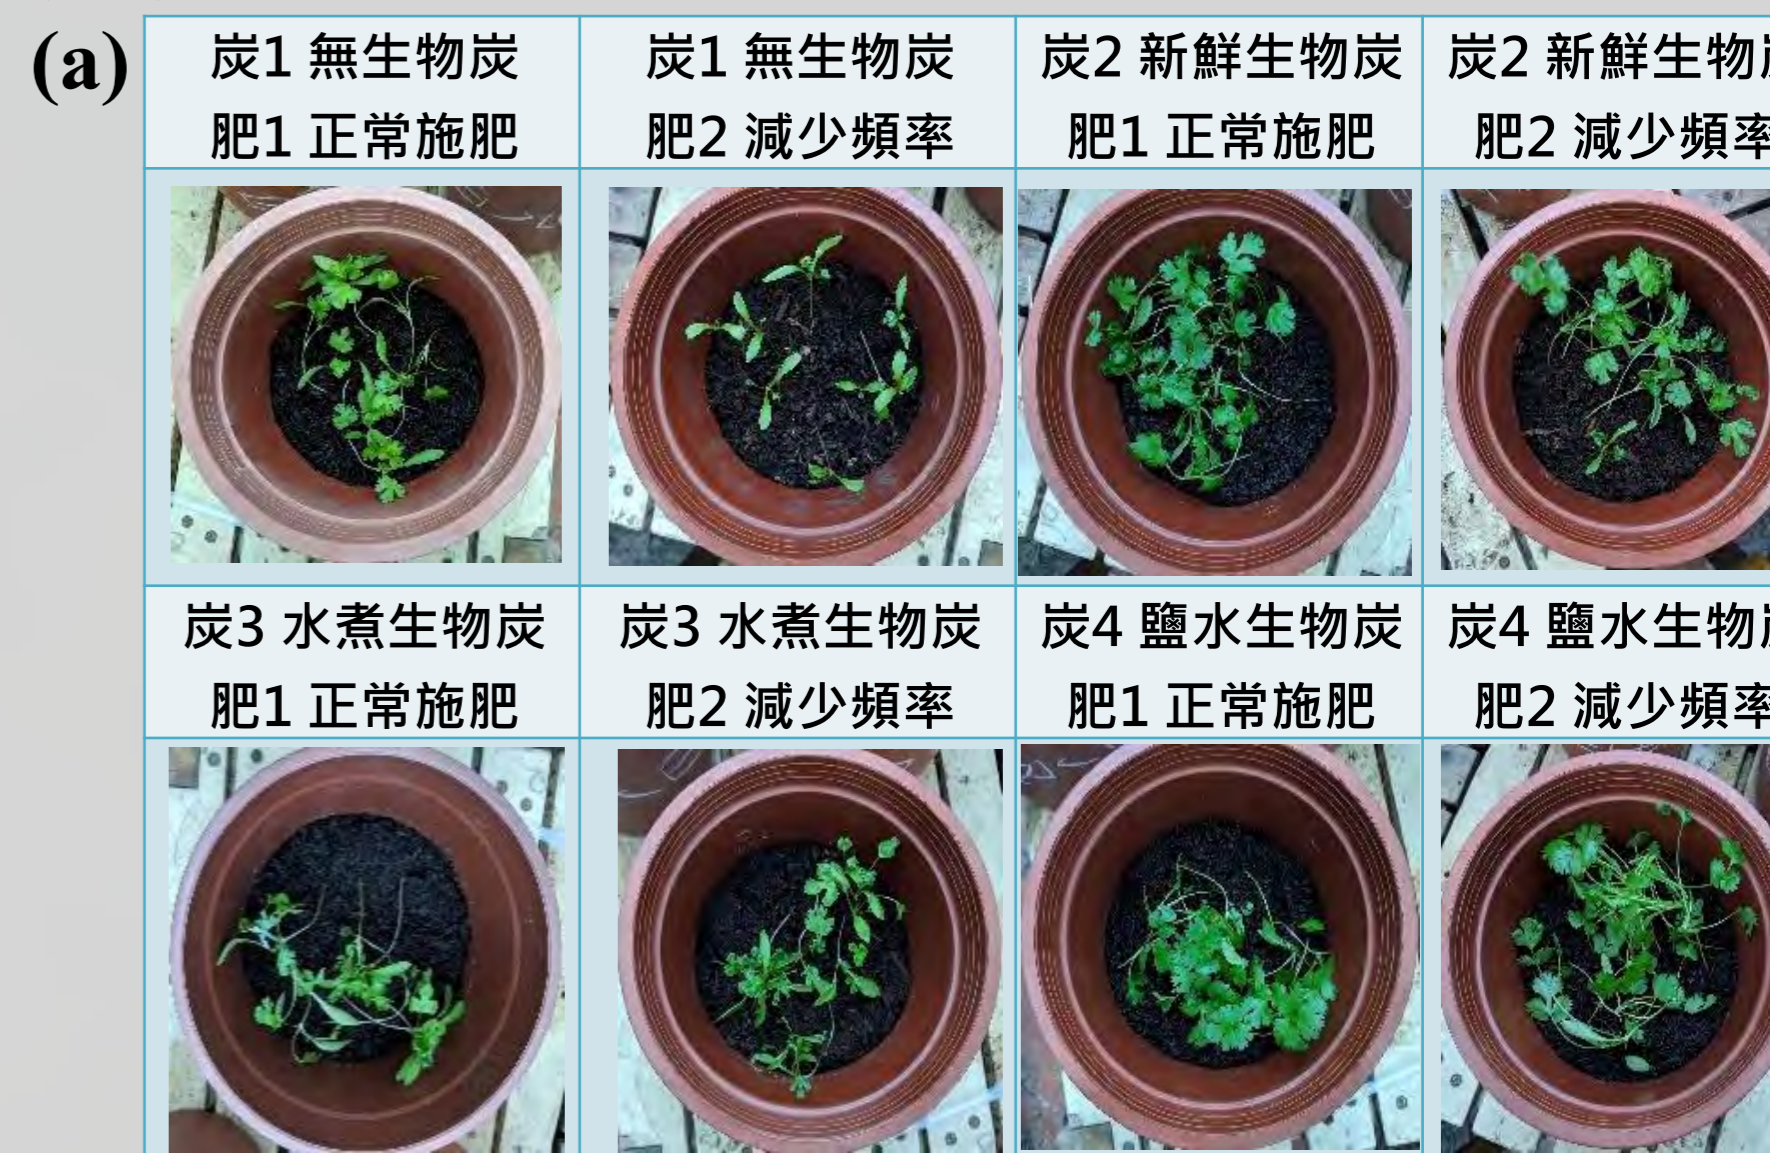 (a)
炭1 無生物炭
肥1 正常施肥
炭1 無生物炭
肥2 減少頻率
炭2 新鮮生物炭
肥1 正常施肥
炭2 新鮮生物
肥2 減少頻率
炭3 水煮生物炭
肥1 正常施肥
炭3 水煮生物炭
肥2 減少頻率
炭4 鹽水生物炭
肥1 正常施肥
炭4 鹽水生物
肥2 減少頻率